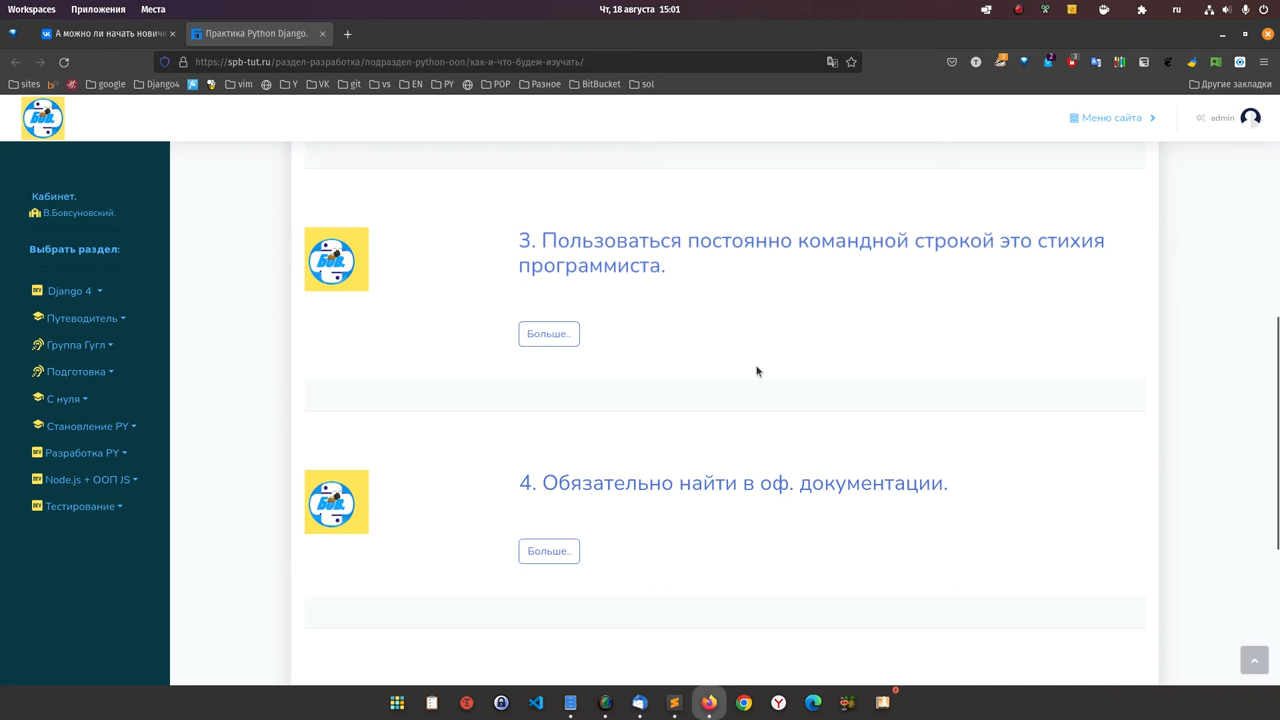 Workspaces Приложения Места Чт, 18 августа 15:01 ru
А можно ли начать нович Практика Python Django.
https://spb-tut.ru/раздел-разработка/подраздел-python-ооп/как-и-что-будем-изучать/
sites google Django4 vim Y VK git vs EN PY POP Разное BitBucket sol Другие закладки
БОВ. Меню сайта admin
Кабинет.
В.Бовсуновский.
Выбрать раздел:
Django 4
Путеводитель
Группа Гугл
Подготовка
С нуля
Становление PY
Разработка PY
Node.js + ООП JS
Тестирование
БОВ.
3. Пользоваться постоянно командной строкой это стихия
программиста.
Больше..
БОВ.
4. Обязательно найти в оф. документации.
Больше..